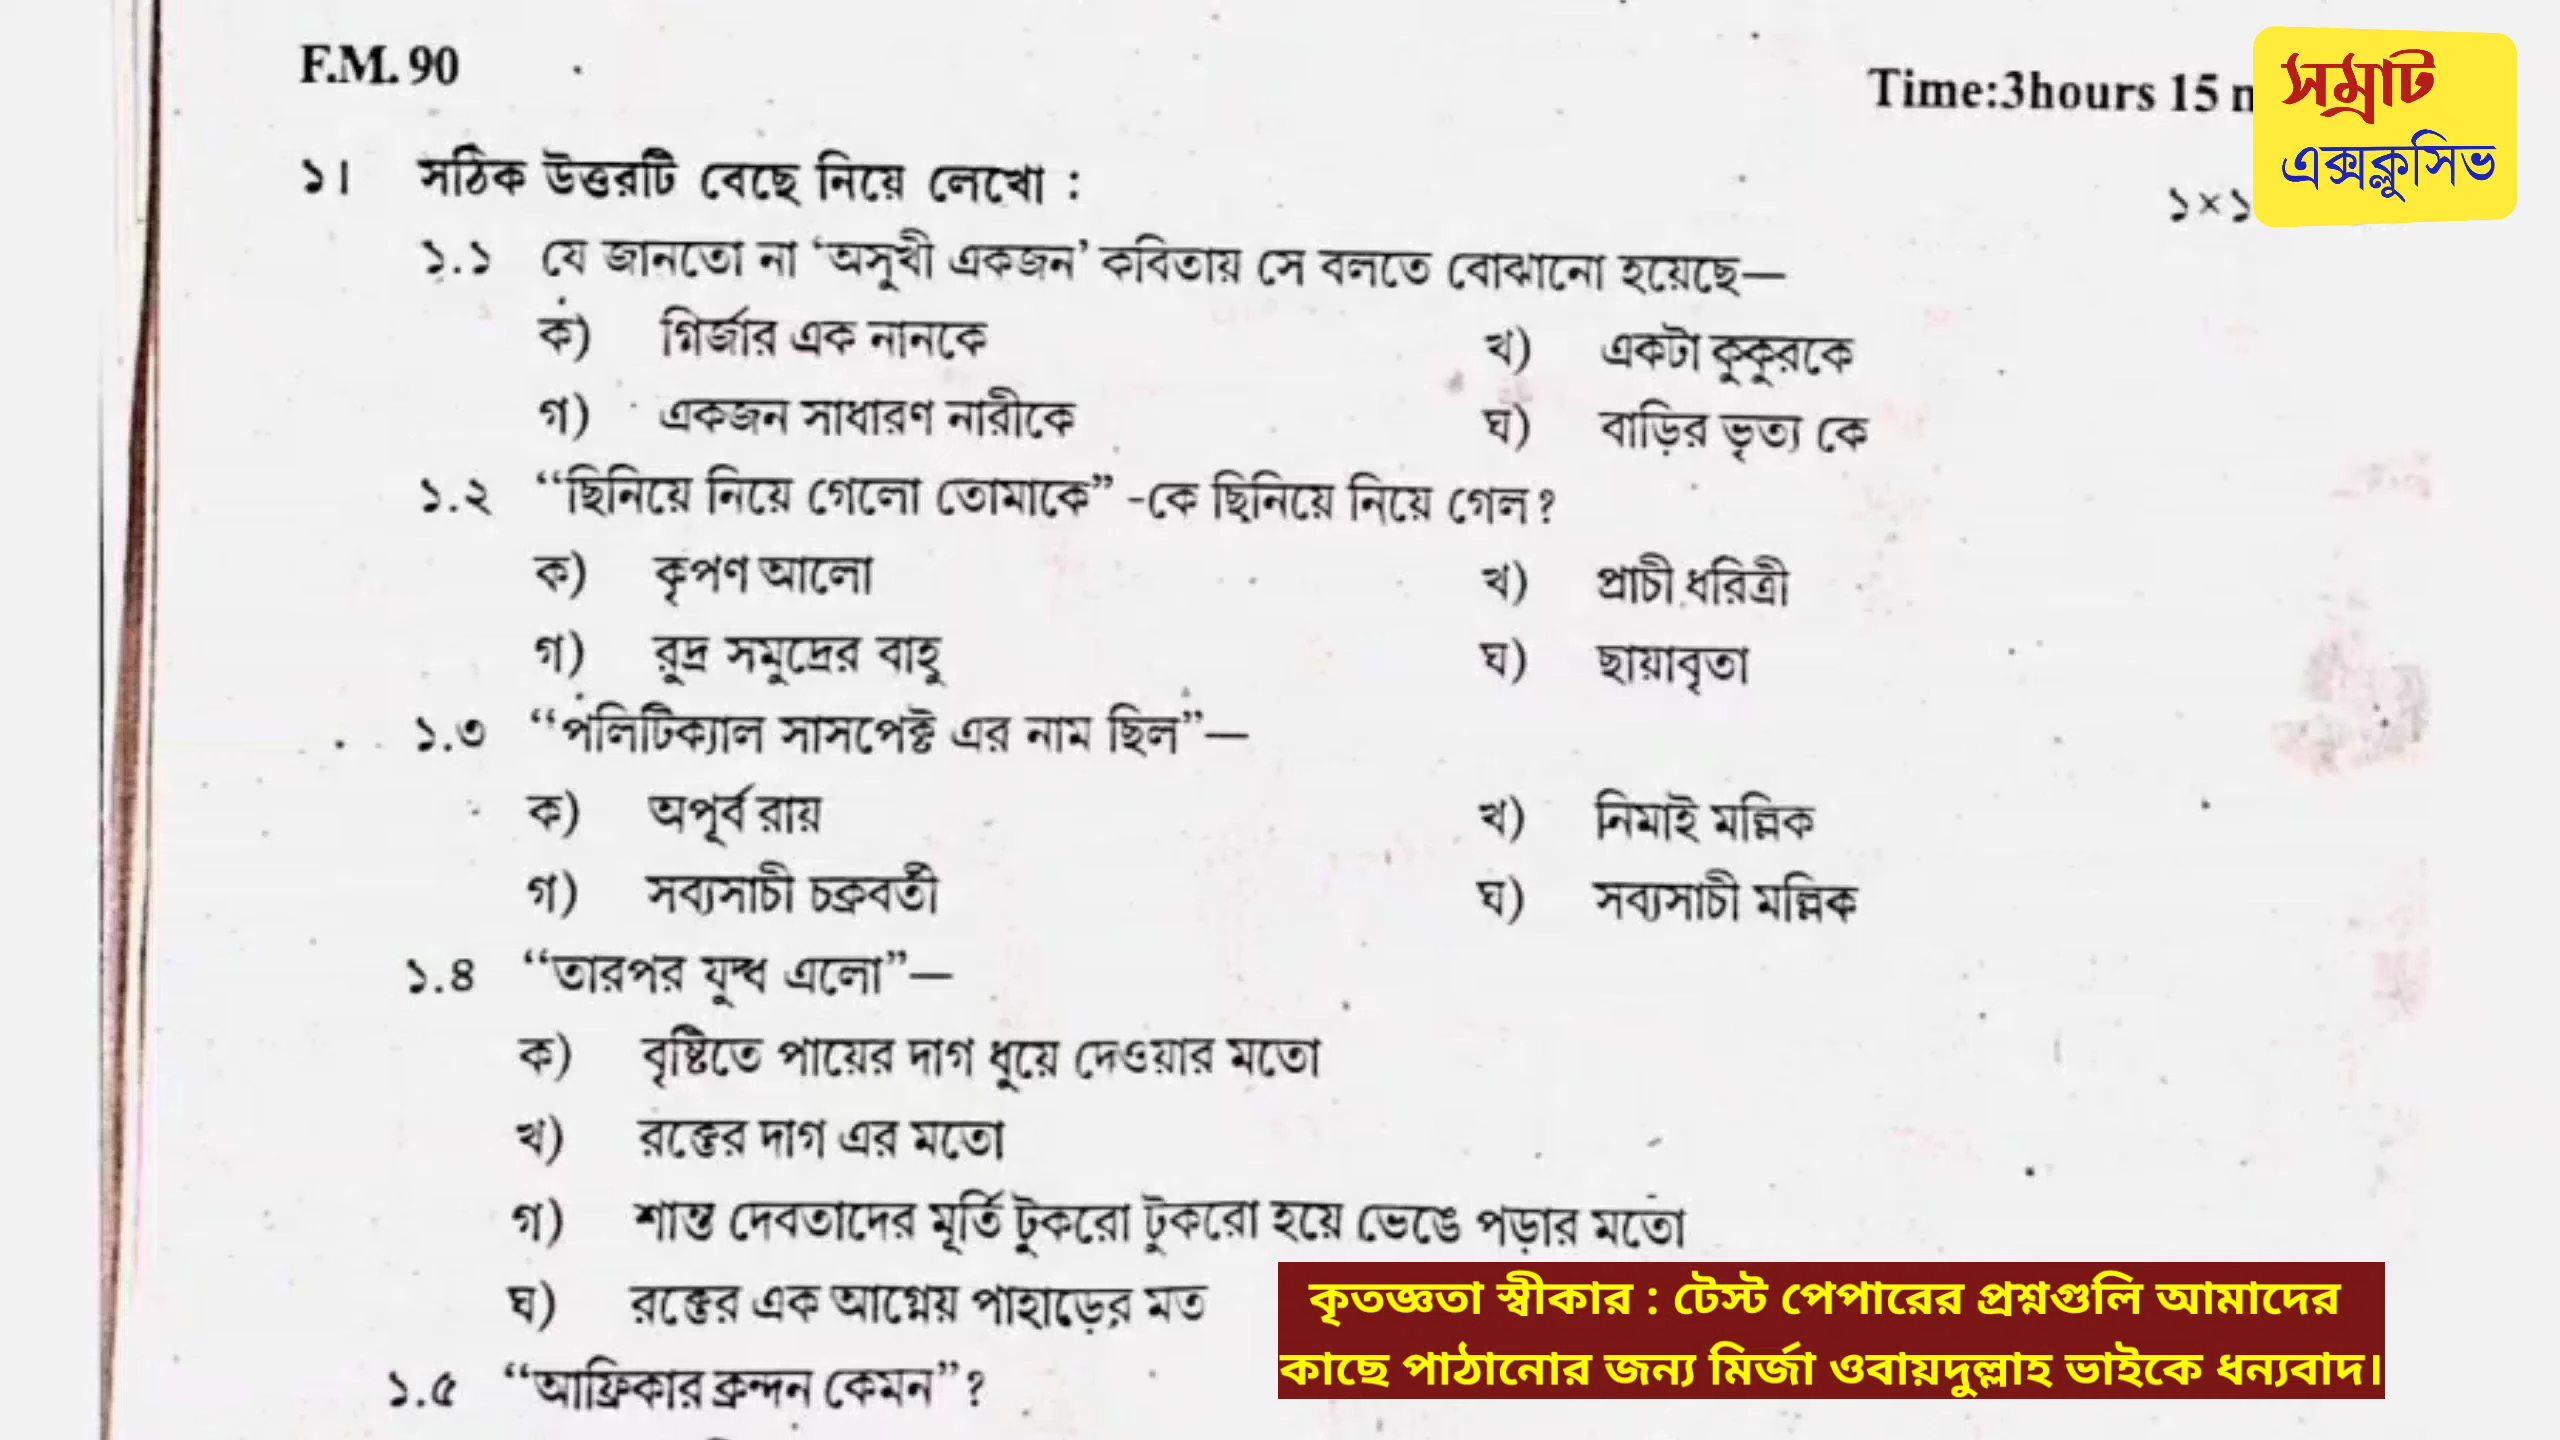 F.M. 90
Time:3hours 15
সম্রাট
এক্সক্লুসিভ
১। সঠিক উত্তরটি বেছে নিয়ে লেখো :
১×১
১.১ যে জানতো না ‘অসুখী একজন’ কবিতায় সে বলতে বোঝানো হয়েছে—
ক) গির্জার এক নানকে খ) একটা কুকুরকে
গ) একজন সাধারণ নারীকে ঘ) বাড়ির ভৃত্য কে
১.২ “ছিনিয়ে নিয়ে গেলো তোমাকে” -কে ছিনিয়ে নিয়ে গেল?
ক) কৃপণ আলো খ) প্রাচী ধরিত্রী
গ) রুদ্র সমুদ্রের বাহু ঘ) ছায়াবৃতা
১.৩ “পলিটিক্যাল সাসপেক্ট এর নাম ছিল”—
ক) অপূর্ব রায় খ) নিমাই মল্লিক
গ) সব্যসাচী চক্রবর্তী ঘ) সব্যসাচী মল্লিক
১.৪ “তারপর যুদ্ধ এলো”—
ক) বৃষ্টিতে পায়ের দাগ ধুয়ে দেওয়ার মতো
খ) রক্তের দাগ এর মতো
গ) শান্ত দেবতাদের মূর্তি টুকরো টুকরো হয়ে ভেঙে পড়ার মতো
ঘ) রক্তের এক আগ্নেয় পাহাড়ের মত
১.৫ “আফ্রিকার ক্রন্দন কেমন”?
কৃতজ্ঞতা স্বীকার : টেস্ট পেপারের প্রশ্নগুলি আমাদের
কাছে পাঠানোর জন্য মির্জা ওবায়দুল্লাহ ভাইকে ধন্যবাদ।